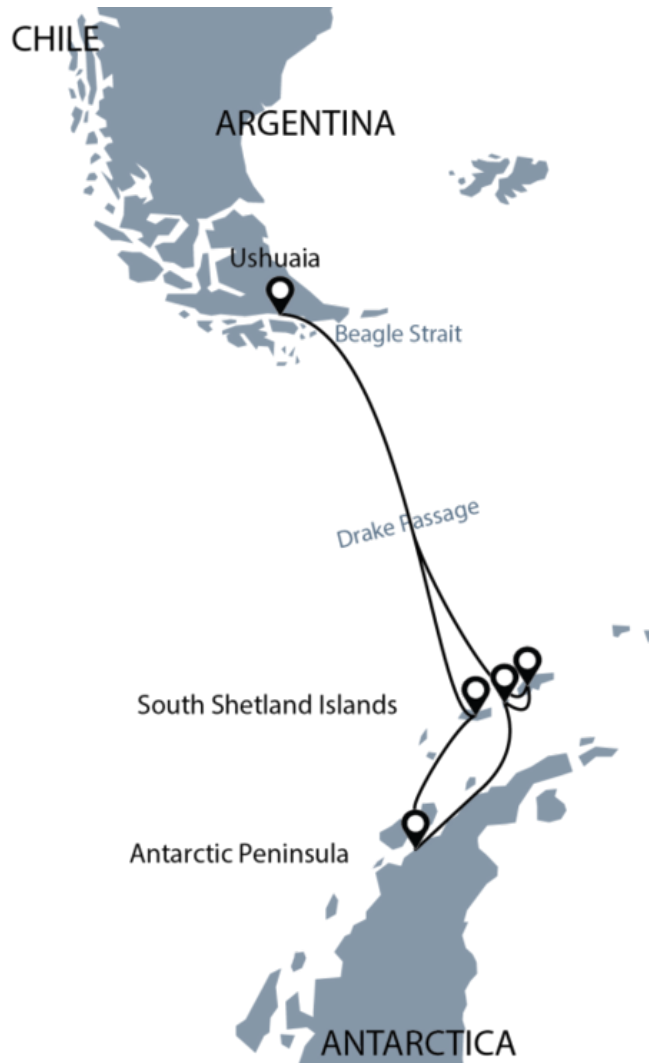 CHILE
ARGENTINA
Ushuaia
Beagle Strait
Drake Passage
South Shetland Islands
Antarctic Peninsula
ANTARCTICA